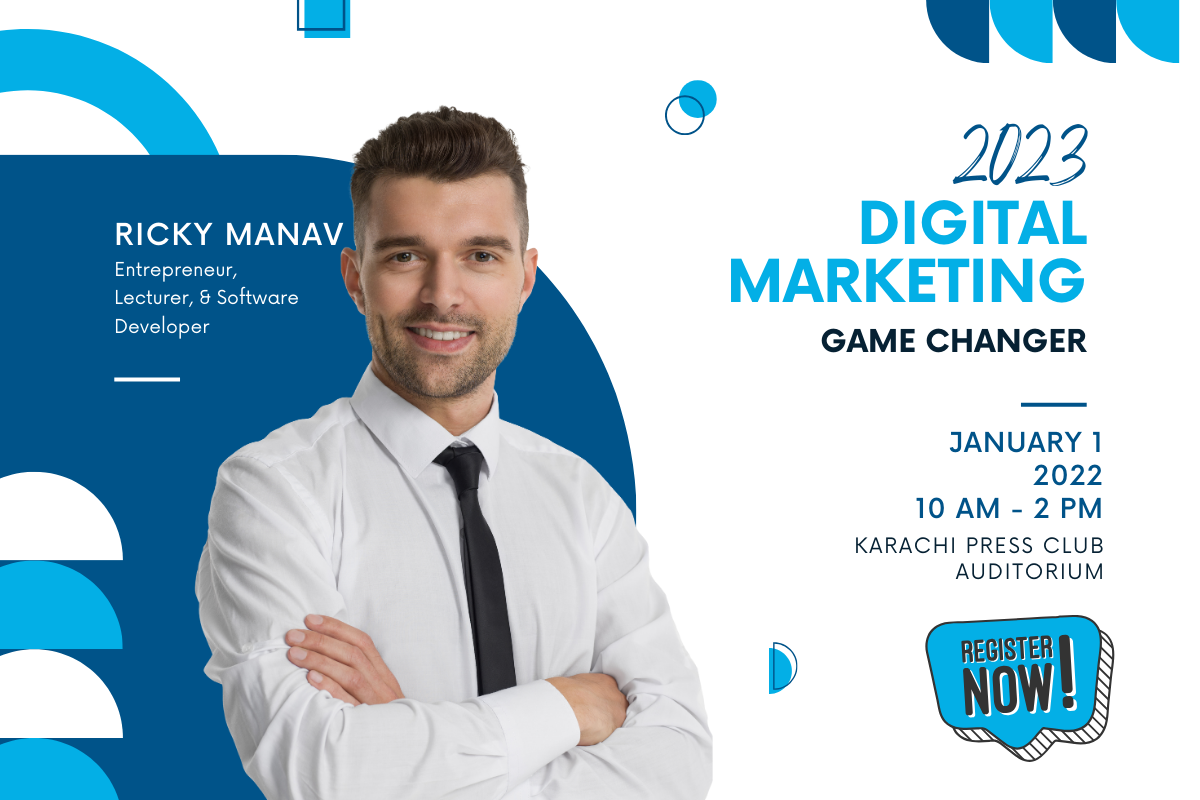 RICKY MANAV
Entrepreneur,
Lecturer, & Software
Developer
2023
DIGITAL
MARKETING
GAME CHANGER
JANUARY 1
2022
10 AM - 2 PM
KARACHI PRESS CLUB
AUDITORIUM
REGISTER
NOW!